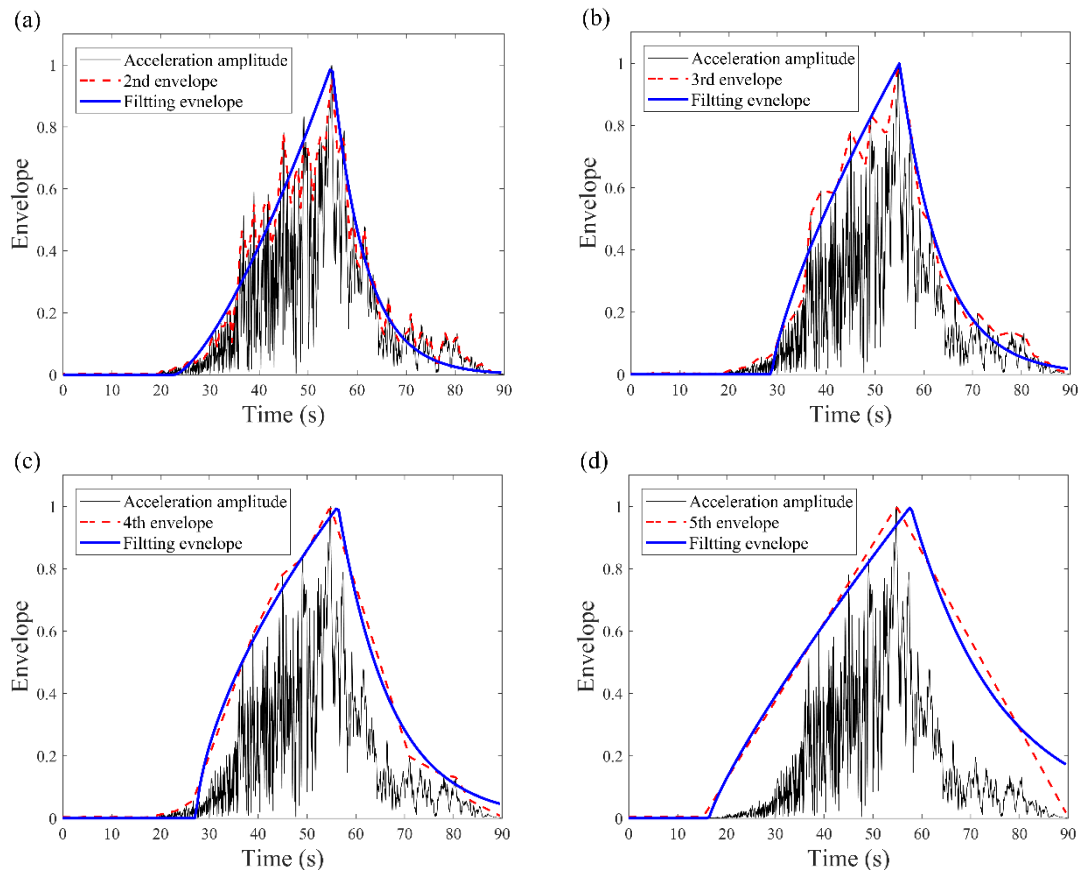 (a)
Acceleration amplitude
2nd envelope
Filtting evnelope
1
0.8
0.6
0.4
0.2
0
Envelope
0 10 20 30 40 50 60 70 80 90
Time (s)
(b)
Acceleration amplitude
3rd envelope
Filtting evnelope
1
0.8
0.6
0.4
0.2
0
Envelope
0 10 20 30 40 50 60 70 80 90
Time (s)
(c)
Acceleration amplitude
4th envelope
Filtting evnelope
1
0.8
0.6
0.4
0.2
0
Envelope
0 10 20 30 40 50 60 70 80 90
Time (s)
(d)
Acceleration amplitude
5th envelope
Filtting evnelope
1
0.8
0.6
0.4
0.2
0
Envelope
0 10 20 30 40 50 60 70 80 90
Time (s)